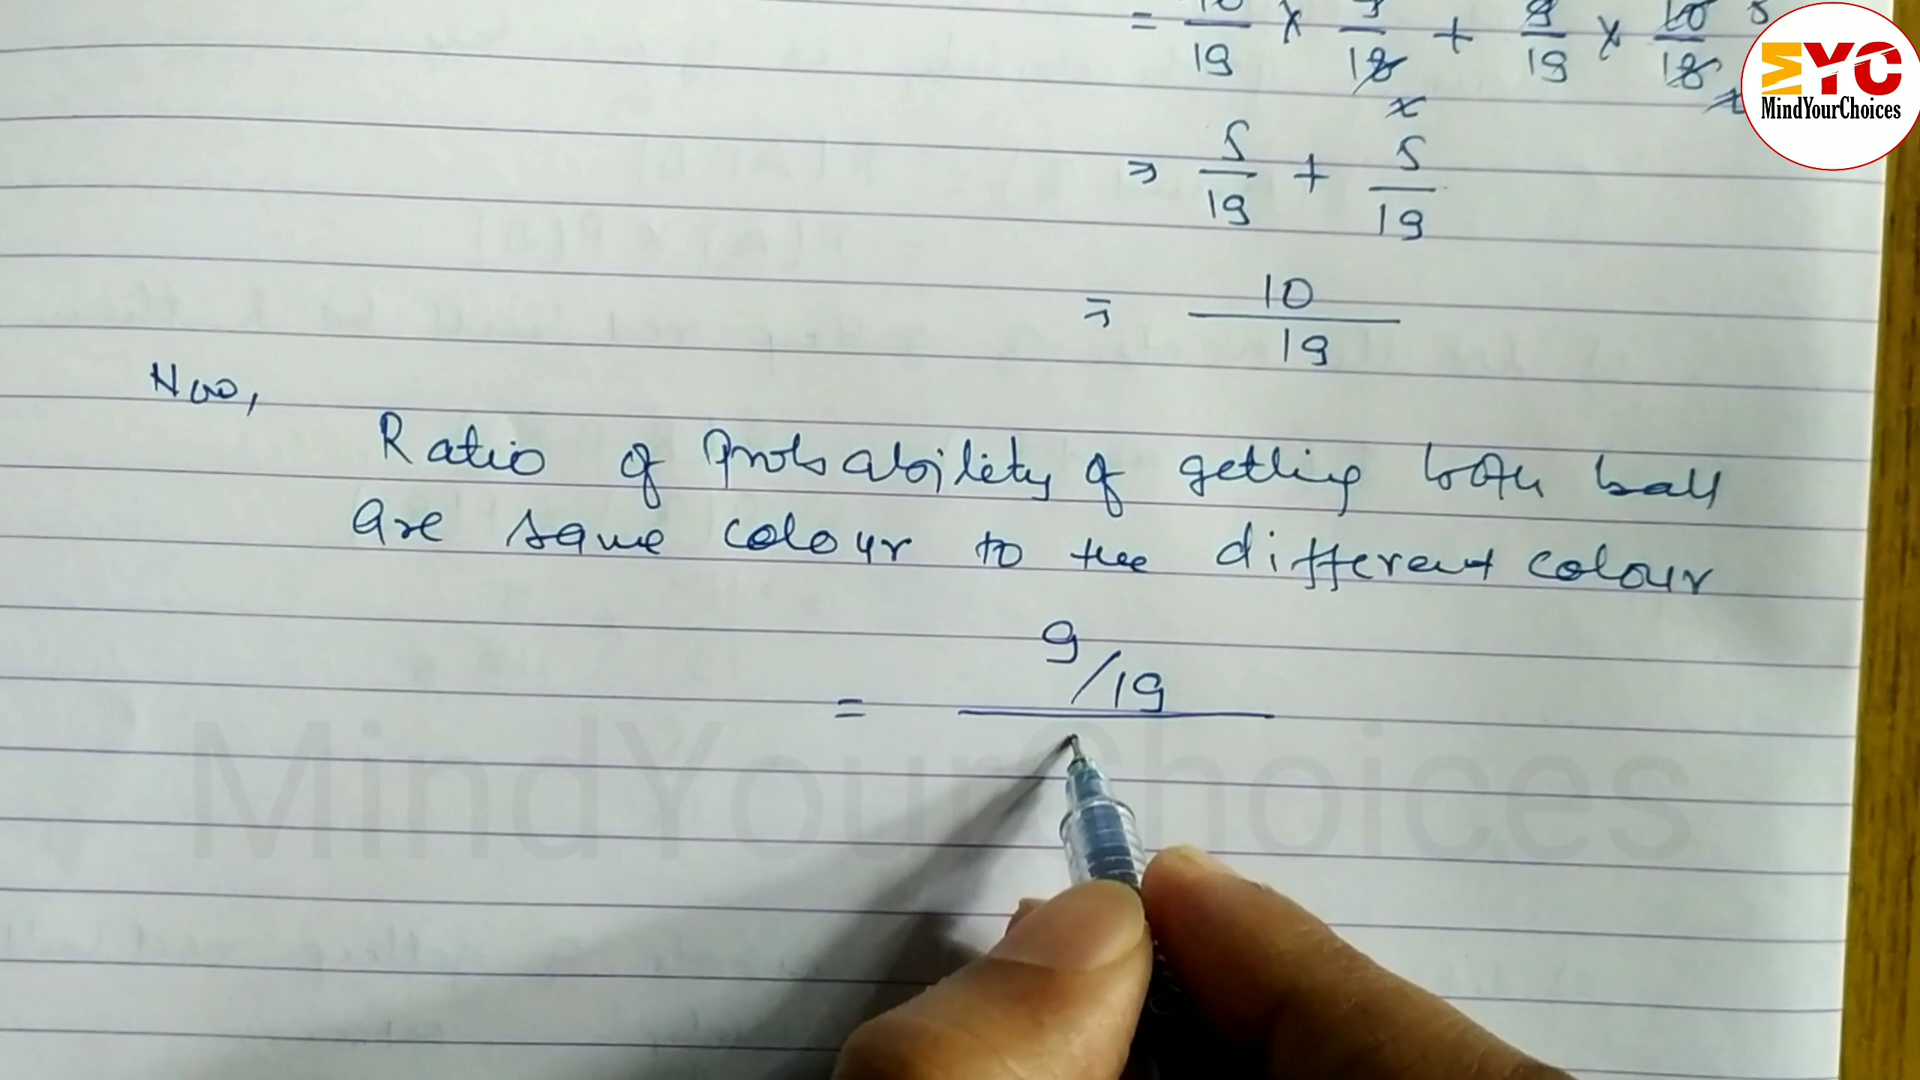 = 10/19 × 9/18 + 9/19 × 10/18 5
x x
MYC
MindYourChoices
⇒ 5/19 + 5/19
= 10/19
Now,
Ratio of Probability of getting both ball
are same colour to the different colour
= 9/19
MindYourChoices